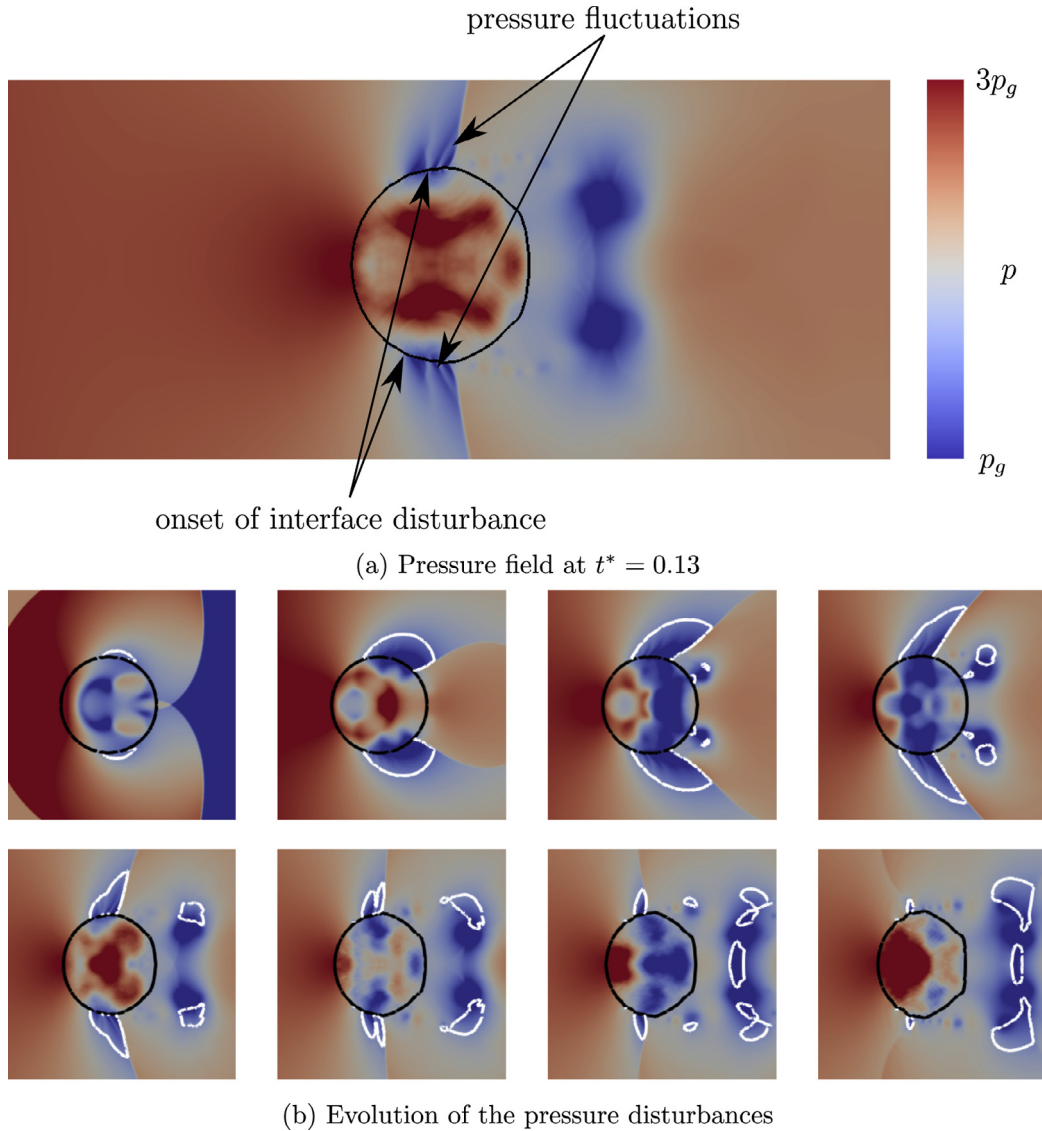 pressure fluctuations
3p_g
p
p_g
onset of interface disturbance
(a) Pressure field at t* = 0.13
(b) Evolution of the pressure disturbances